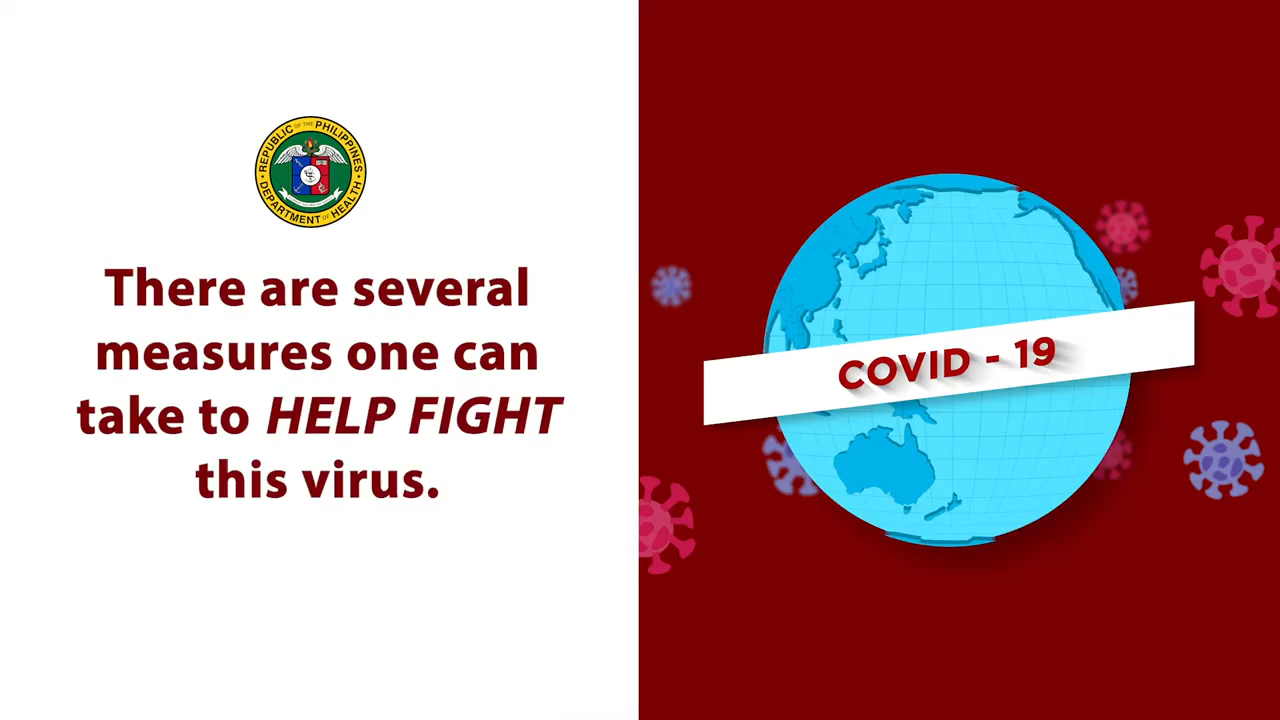 REPUBLIC OF THE PHILIPPINES
DEPARTMENT OF HEALTH
There are several
measures one can
take to HELP FIGHT
this virus.
COVID - 19